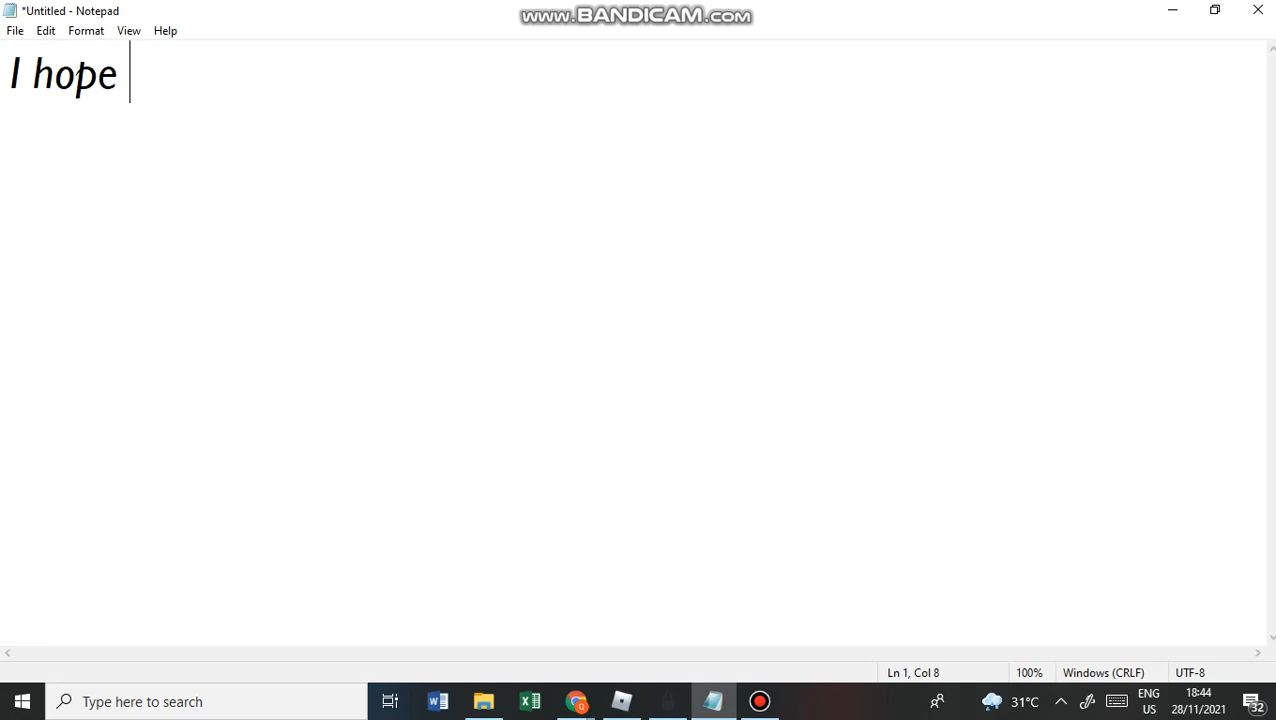 *Untitled - Notepad
www.BANDICAM.com
File Edit Format View Help
I hope
Ln 1, Col 8 100% Windows (CRLF) UTF-8
Type here to search
31°C
ENG
US
18:44
28/11/2021
32